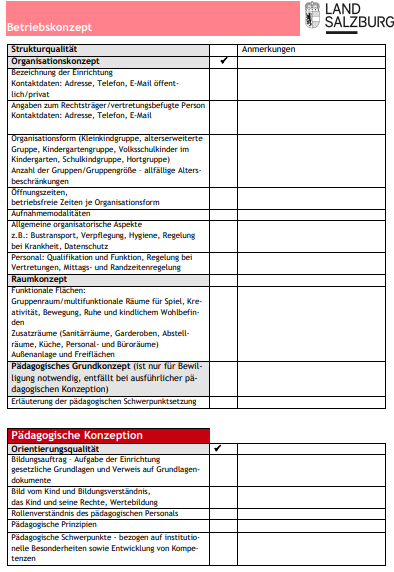 Betriebskonzept
LAND
SALZBURG
Strukturqualität
Anmerkungen
Organisationskonzept ✓
Bezeichnung der Einrichtung
Kontaktdaten: Adresse, Telefon, E-Mail öffent-
lich/privat
Angaben zum Rechtsträger/vertretungsbefugte Person
Kontaktdaten: Adresse, Telefon, E-Mail
Organisationsform (Kleinkindgruppe, alterserweiterte
Gruppe, Kindergartengruppe, Volksschulkinder im
Kindergarten, Schulkindgruppe, Hortgruppe)
Anzahl der Gruppen/Gruppengröße – allfällige Alters-
beschränkungen
Öffnungszeiten,
betriebsfreie Zeiten je Organisationsform
Aufnahmemodalitäten
Allgemeine organisatorische Aspekte
z.B.: Bustransport, Verpflegung, Hygiene, Regelung
bei Krankheit, Datenschutz
Personal: Qualifikation und Funktion, Regelung bei
Vertretungen, Mittags- und Randzeitenregelung
Raumkonzept
Funktionale Flächen:
Gruppenraum/multifunktionale Räume für Spiel, Kre-
ativität, Bewegung, Ruhe und kindlichem Wohlbefin-
den
Zusatzräume (Sanitärräume, Garderoben, Abstell-
räume, Küche, Personal- und Büroräume)
Außenanlage und Freiflächen
Pädagogisches Grundkonzept (ist nur für Bewil-
ligung notwendig, entfällt bei ausführlicher pä-
dagogischen Konzeption)
Erläuterung der pädagogischen Schwerpunktsetzung
Pädagogische Konzeption
Orientierungsqualität ✓
Bildungsauftrag – Aufgabe der Einrichtung
gesetzliche Grundlagen und Verweis auf Grundlagen-
dokumente
Bild vom Kind und Bildungsverständnis,
das Kind und seine Rechte, Wertebildung
Rollenverständnis des pädagogischen Personals
Pädagogische Prinzipien
Pädagogische Schwerpunkte - bezogen auf institutio-
nelle Besonderheiten sowie Entwicklung von Kompe-
tenzen